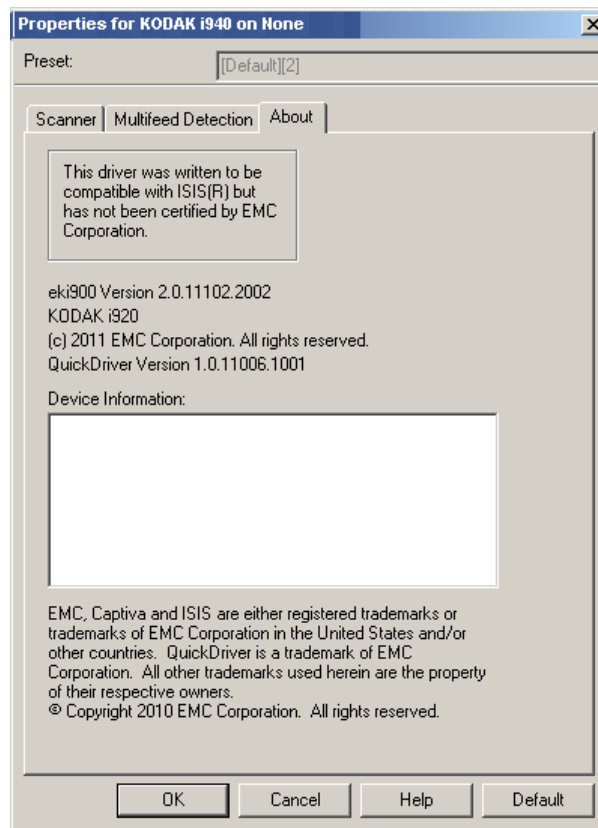 Properties for KODAK i940 on None
Preset:
[Default][2]
Scanner
Multifeed Detection
About
This driver was written to be
compatible with ISIS(R) but
has not been certified by EMC
Corporation.
eki900 Version 2.0.11102.2002
KODAK i920
(c) 2011 EMC Corporation. All rights reserved.
QuickDriver Version 1.0.11006.1001
Device Information:
EMC, Captiva and ISIS are either registered trademarks or
trademarks of EMC Corporation in the United States and/or
other countries. QuickDriver is a trademark of EMC
Corporation. All other trademarks used herein are the property
of their respective owners.
© Copyright 2010 EMC Corporation. All rights reserved.
OK
Cancel
Help
Default